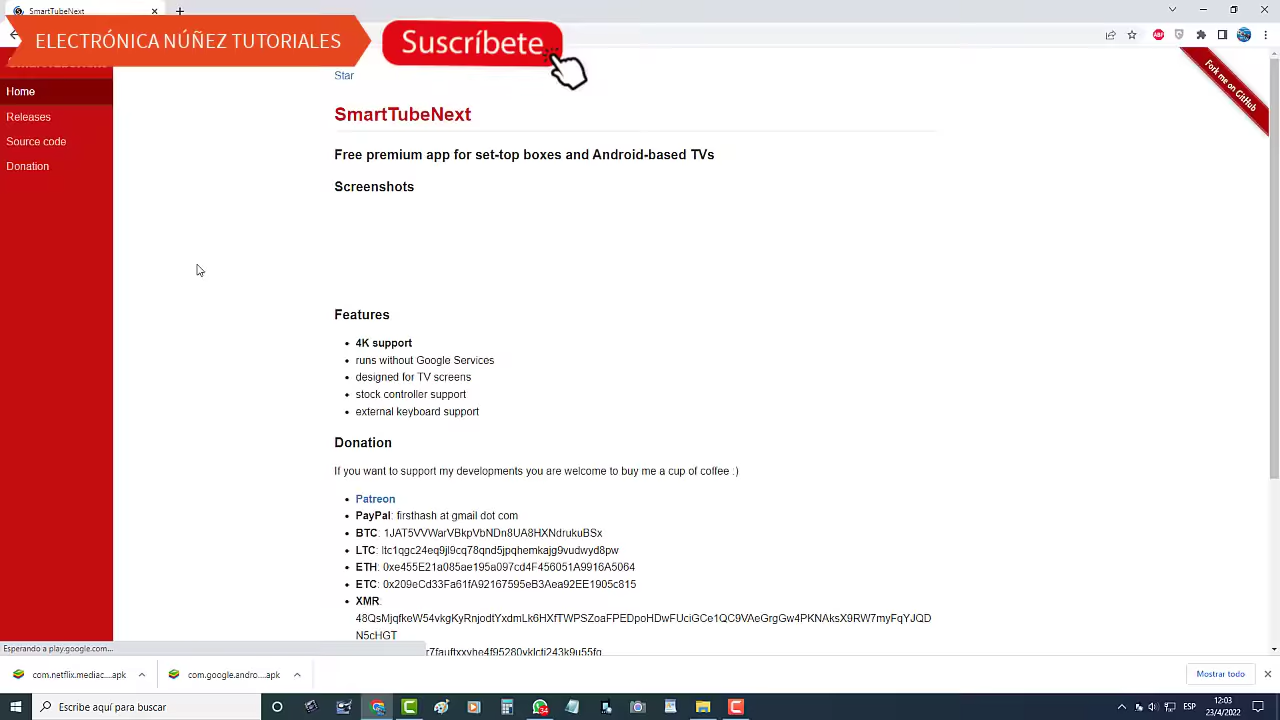 SmartTubeNext
ELECTRÓNICA NÚÑEZ TUTORIALES
Suscríbete
Home
Releases
Source code
Donation
Star
Fork me on GitHub
SmartTubeNext
Free premium app for set-top boxes and Android-based TVs
Screenshots
Features
4K support
runs without Google Services
designed for TV screens
stock controller support
external keyboard support
Donation
If you want to support my developments you are welcome to buy me a cup of coffee :)
Patreon
PayPal: firsthash at gmail dot com
BTC: 1JAT5VVWarVBkpVbNDn8UA8HXNdrukuBSx
LTC: ltc1qgc24eq9jl9cq78qnd5jpqhemkajg9vudwyd8pw
ETH: 0xe455E21a085ae195a097cd4F456051A9916A5064
ETC: 0x209eCd33Fa61fA92167595eB3Aea92EE1905c815
XMR:
48QsMjqfkeW54vkgKyRnjodtYxdmLk6HXfTWPSZoaFPEDpoHDwFUciGCe1QC9VAeGrgGw4PKNAksX9RW7myFqYJQD
N5cHGT
Esperando a play.google.com...
com.netflix.mediac....apk
com.google.andro....apk
Mostrar todo
Escribe aquí para buscar
34
ESP
12:03
23/4/2022